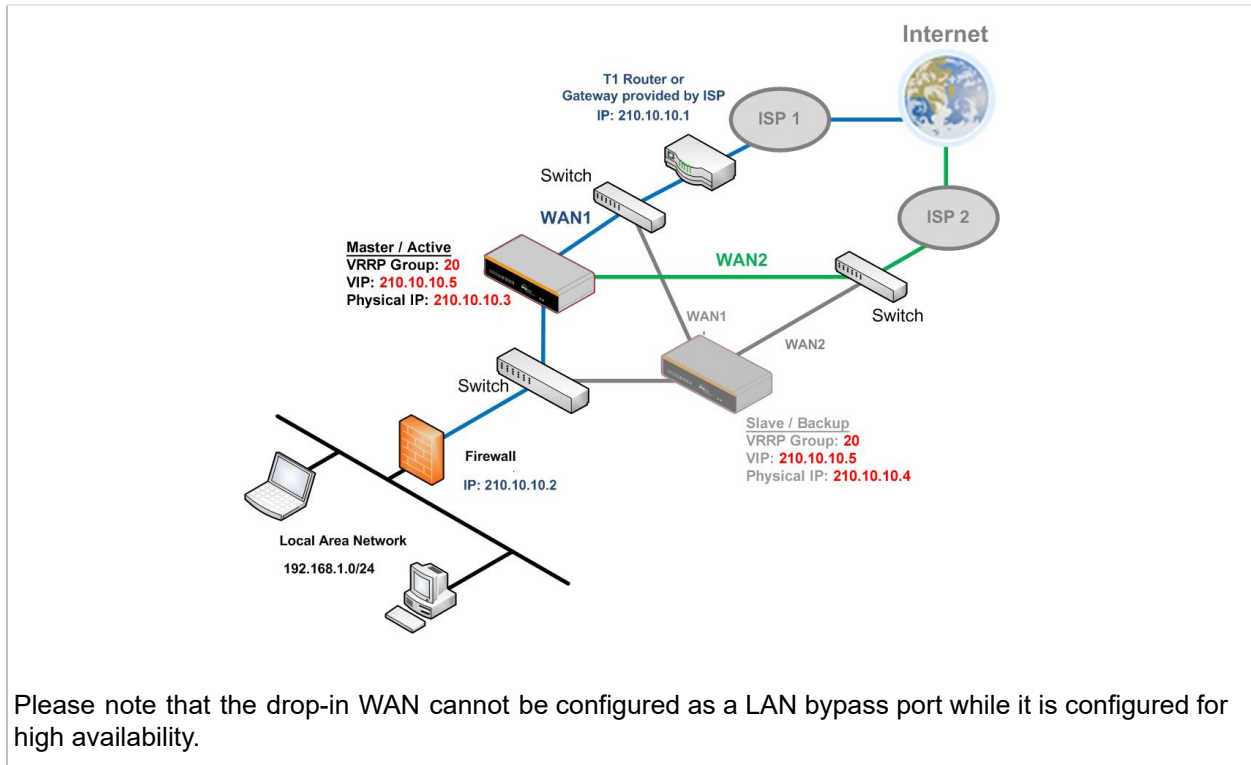 Internet
T1 Router or
Gateway provided by ISP
IP: 210.10.10.1
ISP 1
Switch
WAN1
ISP 2
Master / Active
VRRP Group: 20
VIP: 210.10.10.5
Physical IP: 210.10.10.3
WAN2
Switch
WAN1
WAN2
Switch
Slave / Backup
VRRP Group: 20
VIP: 210.10.10.5
Physical IP: 210.10.10.4
Firewall
IP: 210.10.10.2
Local Area Network
192.168.1.0/24
Please note that the drop-in WAN cannot be configured as a LAN bypass port while it is configured for
high availability.